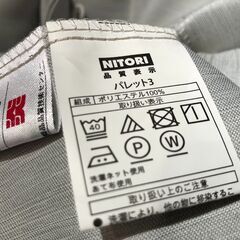 NITORI
品質表示
パレット3
組成 ポリエステル100%
取り扱い表示
40
P
W
洗濯ネット使用
あて布使用
取り扱い上のご注意